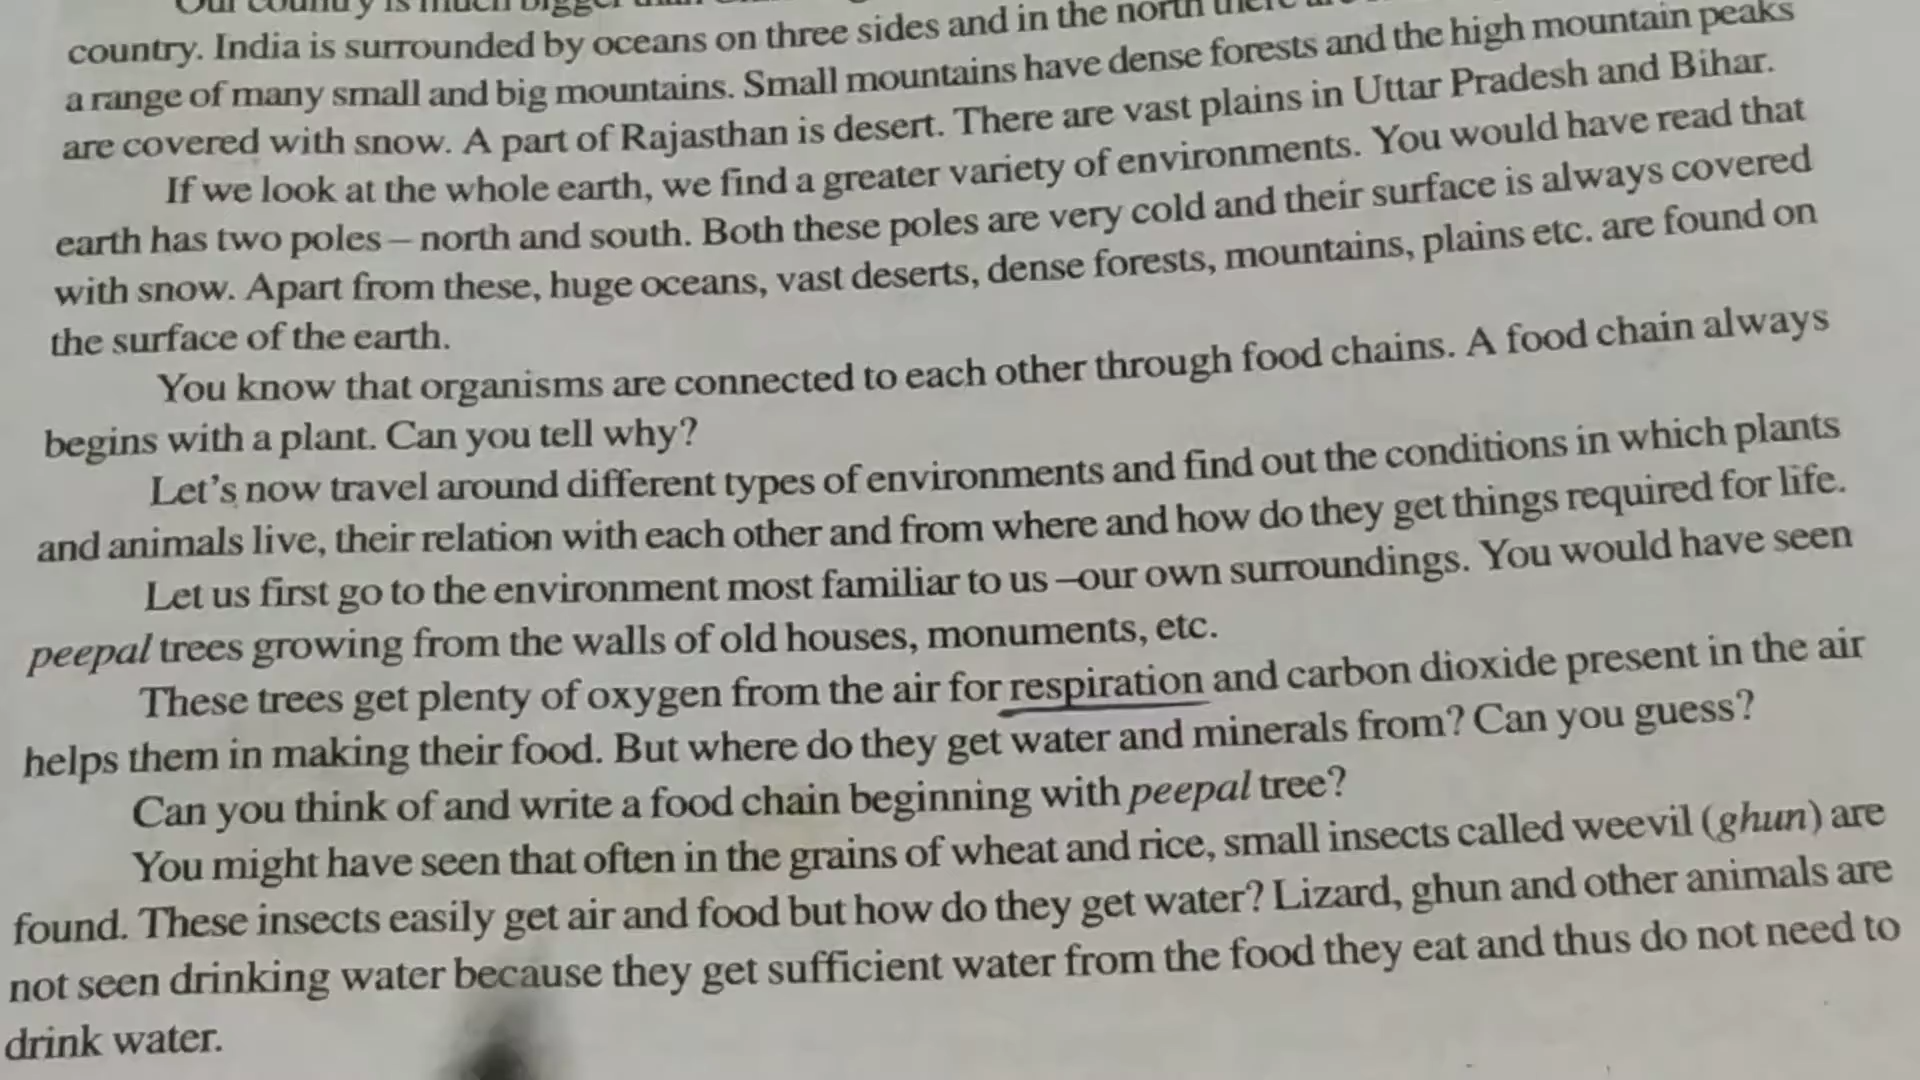 Our country is much bigger than
country. India is surrounded by oceans on three sides and in the north there
a range of many small and big mountains. Small mountains have dense forests and the high mountain peaks
are covered with snow. A part of Rajasthan is desert. There are vast plains in Uttar Pradesh and Bihar.
If we look at the whole earth, we find a greater variety of environments. You would have read that
earth has two poles – north and south. Both these poles are very cold and their surface is always covered
with snow. Apart from these, huge oceans, vast deserts, dense forests, mountains, plains etc. are found on
the surface of the earth.
You know that organisms are connected to each other through food chains. A food chain always
begins with a plant. Can you tell why?
Let's now travel around different types of environments and find out the conditions in which plants
and animals live, their relation with each other and from where and how do they get things required for life.
Let us first go to the environment most familiar to us –our own surroundings. You would have seen
peepal trees growing from the walls of old houses, monuments, etc.
These trees get plenty of oxygen from the air for respiration and carbon dioxide present in the air
helps them in making their food. But where do they get water and minerals from? Can you guess?
Can you think of and write a food chain beginning with peepal tree?
You might have seen that often in the grains of wheat and rice, small insects called weevil (ghun) are
found. These insects easily get air and food but how do they get water? Lizard, ghun and other animals are
not seen drinking water because they get sufficient water from the food they eat and thus do not need to
drink water.